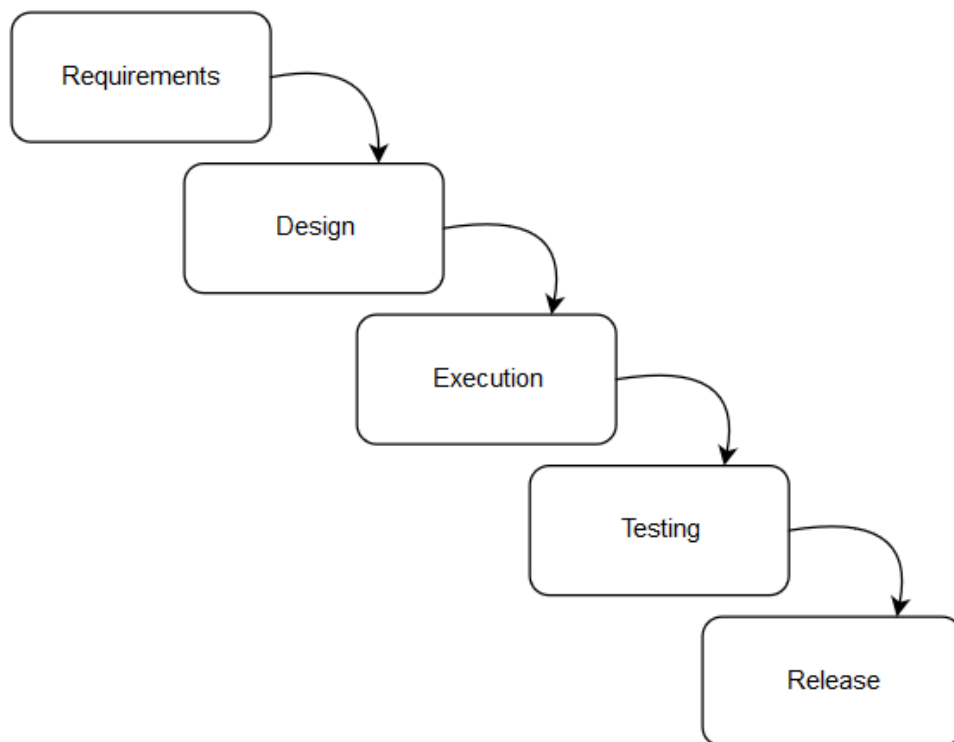 Requirements
Design
Execution
Testing
Release